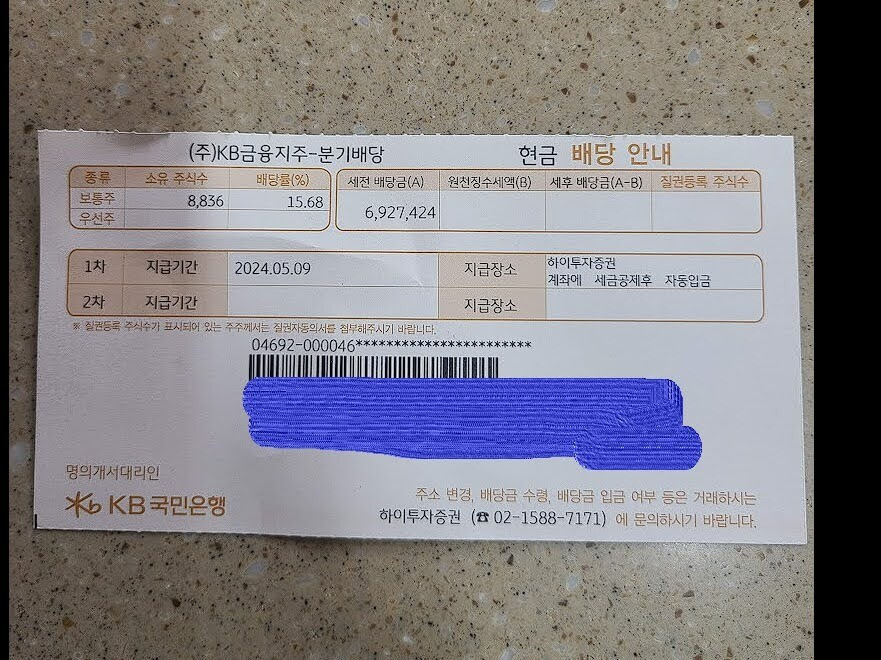 (주)KB금융지주-분기배당 현금 배당 안내
종류 소유 주식수 배당률(%) 세전 배당금(A) 원천징수세액(B) 세후 배당금(A-B) 질권등록 주식수
보통주 8,836 15.68 6,927,424
우선주
1차 지급기간 2024.05.09 지급장소 하이투자증권
계좌에 세금공제후 자동입금
2차 지급기간 지급장소
※ 질권등록 주식수가 표시되어 있는 주주께서는 질권자동의서를 첨부해주시기 바랍니다.
04692-000046**********************
명의개서대리인
KB국민은행
주소 변경, 배당금 수령, 배당금 입금 여부 등은 거래하시는
하이투자증권 (☎ 02-1588-7171) 에 문의하시기 바랍니다.